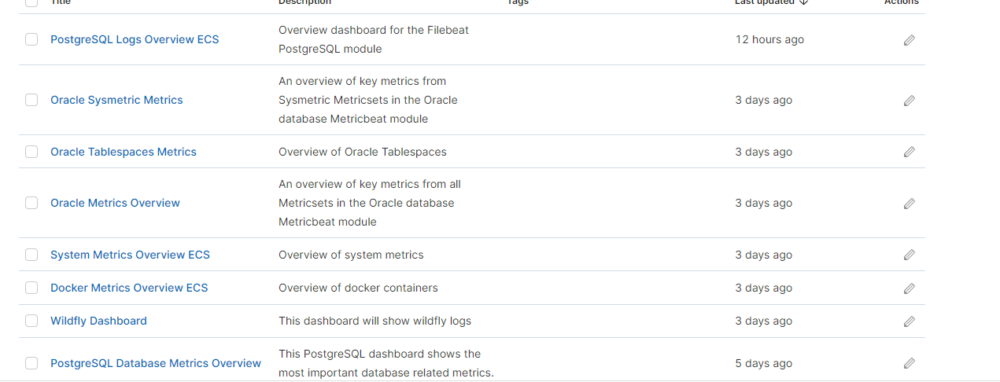 Title Description Tags Last updated Actions
PostgreSQL Logs Overview ECS Overview dashboard for the Filebeat 12 hours ago
PostgreSQL module
An overview of key metrics from
Oracle Sysmetric Metrics Sysmetric Metricsets in the Oracle 3 days ago
database Metricbeat module
Oracle Tablespaces Metrics Overview of Oracle Tablespaces 3 days ago
An overview of key metrics from all
Oracle Metrics Overview Metricsets in the Oracle database 3 days ago
Metricbeat module
System Metrics Overview ECS Overview of system metrics 3 days ago
Docker Metrics Overview ECS Overview of docker containers 3 days ago
Wildfly Dashboard This dashboard will show wildfly logs 3 days ago
PostgreSQL Database Metrics Overview This PostgreSQL dashboard shows the 5 days ago
most important database related metrics.